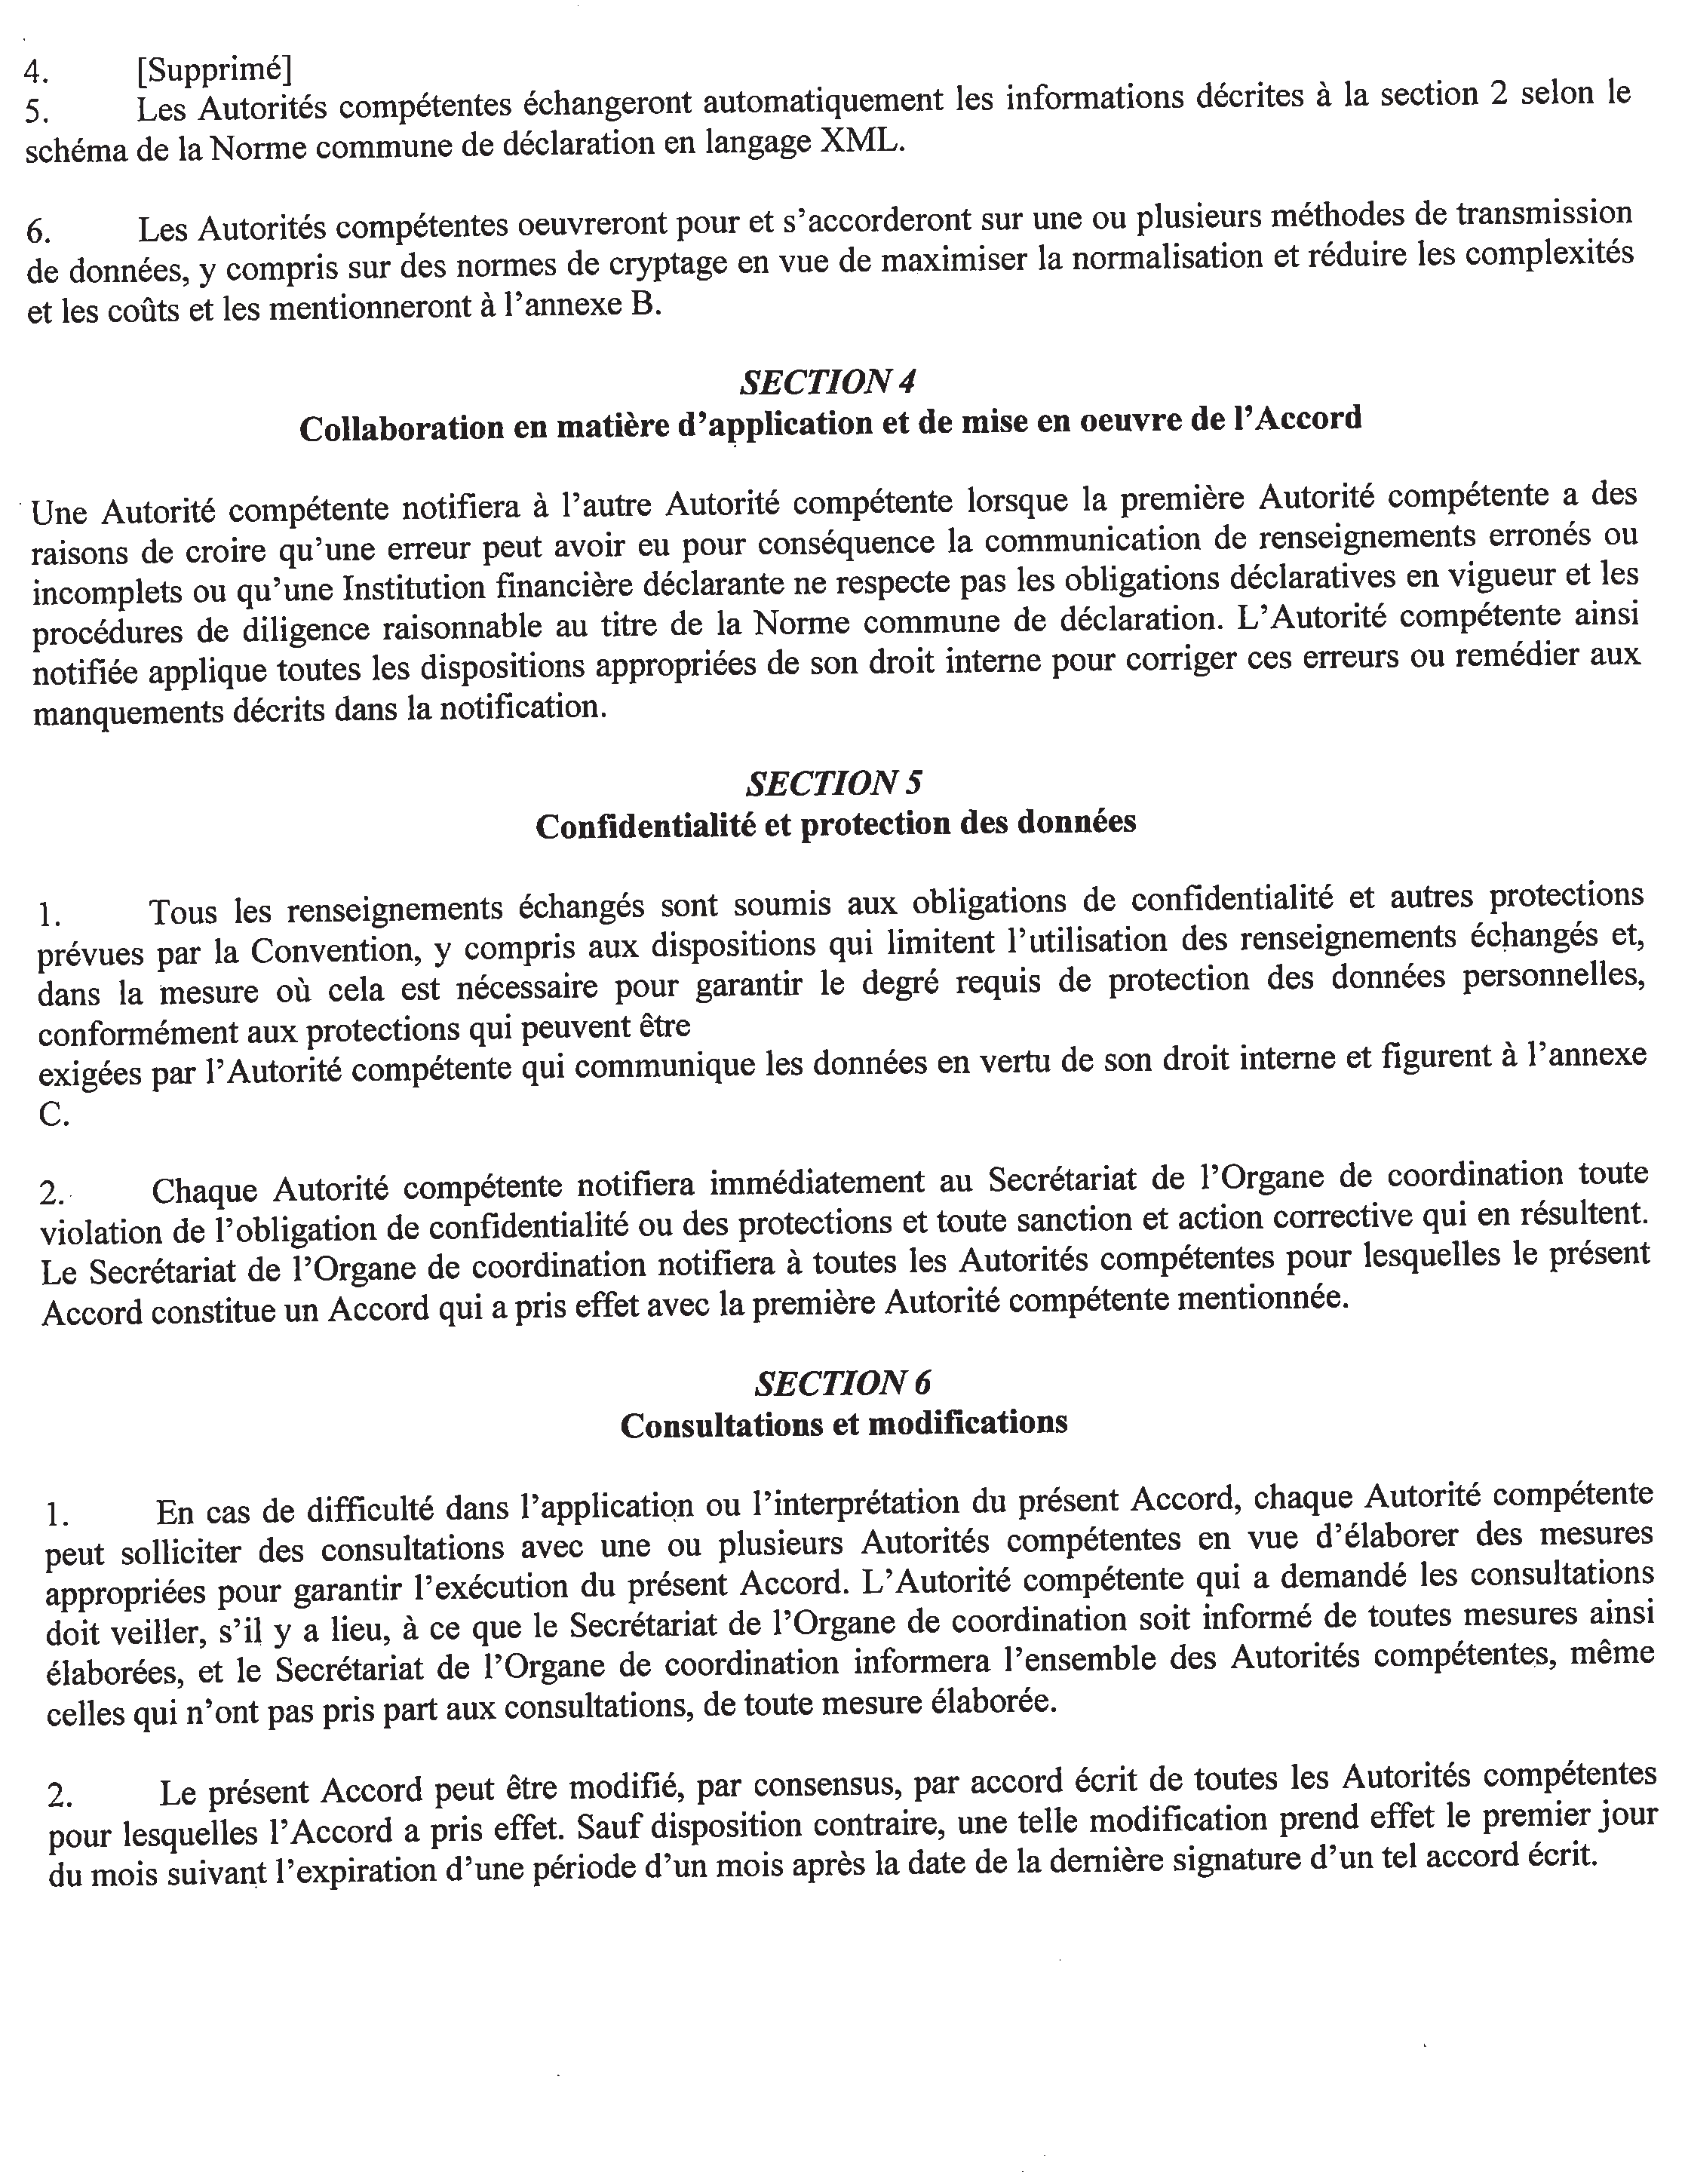 4. [Supprimé]
5. Les Autorités compétentes échangeront automatiquement les informations décrites à la section 2 selon le
schéma de la Norme commune de déclaration en langage XML.
6. Les Autorités compétentes oeuvreront pour et s'accorderont sur une ou plusieurs méthodes de transmission
de données, y compris sur des normes de cryptage en vue de maximiser la normalisation et réduire les complexités
et les coûts et les mentionneront à l'annexe B.
SECTION 4
Collaboration en matière d'application et de mise en oeuvre de l'Accord
Une Autorité compétente notifiera à l'autre Autorité compétente lorsque la première Autorité compétente a des
raisons de croire qu'une erreur peut avoir eu pour conséquence la communication de renseignements erronés ou
incomplets ou qu'une Institution financière déclarante ne respecte pas les obligations déclaratives en vigueur et les
procédures de diligence raisonnable au titre de la Norme commune de déclaration. L'Autorité compétente ainsi
notifiée applique toutes les dispositions appropriées de son droit interne pour corriger ces erreurs ou remédier aux
manquements décrits dans la notification.
SECTION 5
Confidentialité et protection des données
1. Tous les renseignements échangés sont soumis aux obligations de confidentialité et autres protections
prévues par la Convention, y compris aux dispositions qui limitent l'utilisation des renseignements échangés et,
dans la mesure où cela est nécessaire pour garantir le degré requis de protection des données personnelles,
conformément aux protections qui peuvent être
exigées par l'Autorité compétente qui communique les données en vertu de son droit interne et figurent à l'annexe
C.
2. Chaque Autorité compétente notifiera immédiatement au Secrétariat de l'Organe de coordination toute
violation de l'obligation de confidentialité ou des protections et toute sanction et action corrective qui en résultent.
Le Secrétariat de l'Organe de coordination notifiera à toutes les Autorités compétentes pour lesquelles le présent
Accord constitue un Accord qui a pris effet avec la première Autorité compétente mentionnée.
SECTION 6
Consultations et modifications
1. En cas de difficulté dans l'application ou l'interprétation du présent Accord, chaque Autorité compétente
peut solliciter des consultations avec une ou plusieurs Autorités compétentes en vue d'élaborer des mesures
appropriées pour garantir l'exécution du présent Accord. L'Autorité compétente qui a demandé les consultations
doit veiller, s'il y a lieu, à ce que le Secrétariat de l'Organe de coordination soit informé de toutes mesures ainsi
élaborées, et le Secrétariat de l'Organe de coordination informera l'ensemble des Autorités compétentes, même
celles qui n'ont pas pris part aux consultations, de toute mesure élaborée.
2. Le présent Accord peut être modifié, par consensus, par accord écrit de toutes les Autorités compétentes
pour lesquelles l'Accord a pris effet. Sauf disposition contraire, une telle modification prend effet le premier jour
du mois suivant l'expiration d'une période d'un mois après la date de la dernière signature d'un tel accord écrit.